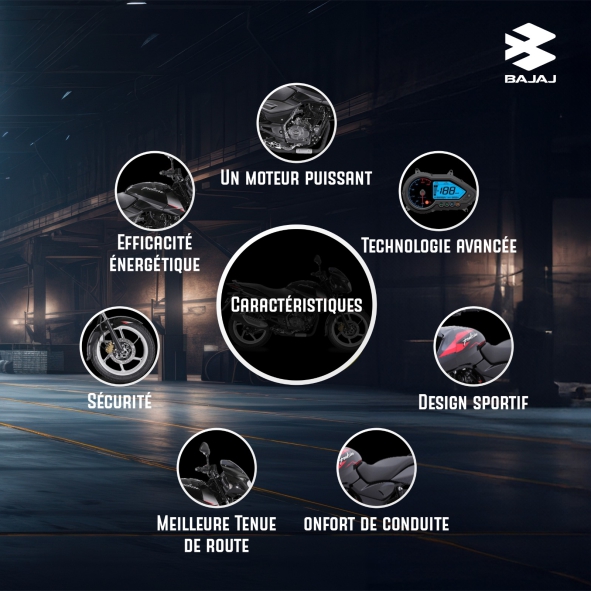 BAJAJ
Un moteur puissant
Efficacité
énergétique
Technologie avancée
188
Caractéristiques
Sécurité
Design sportif
Meilleure Tenue
de route
onfort de conduite